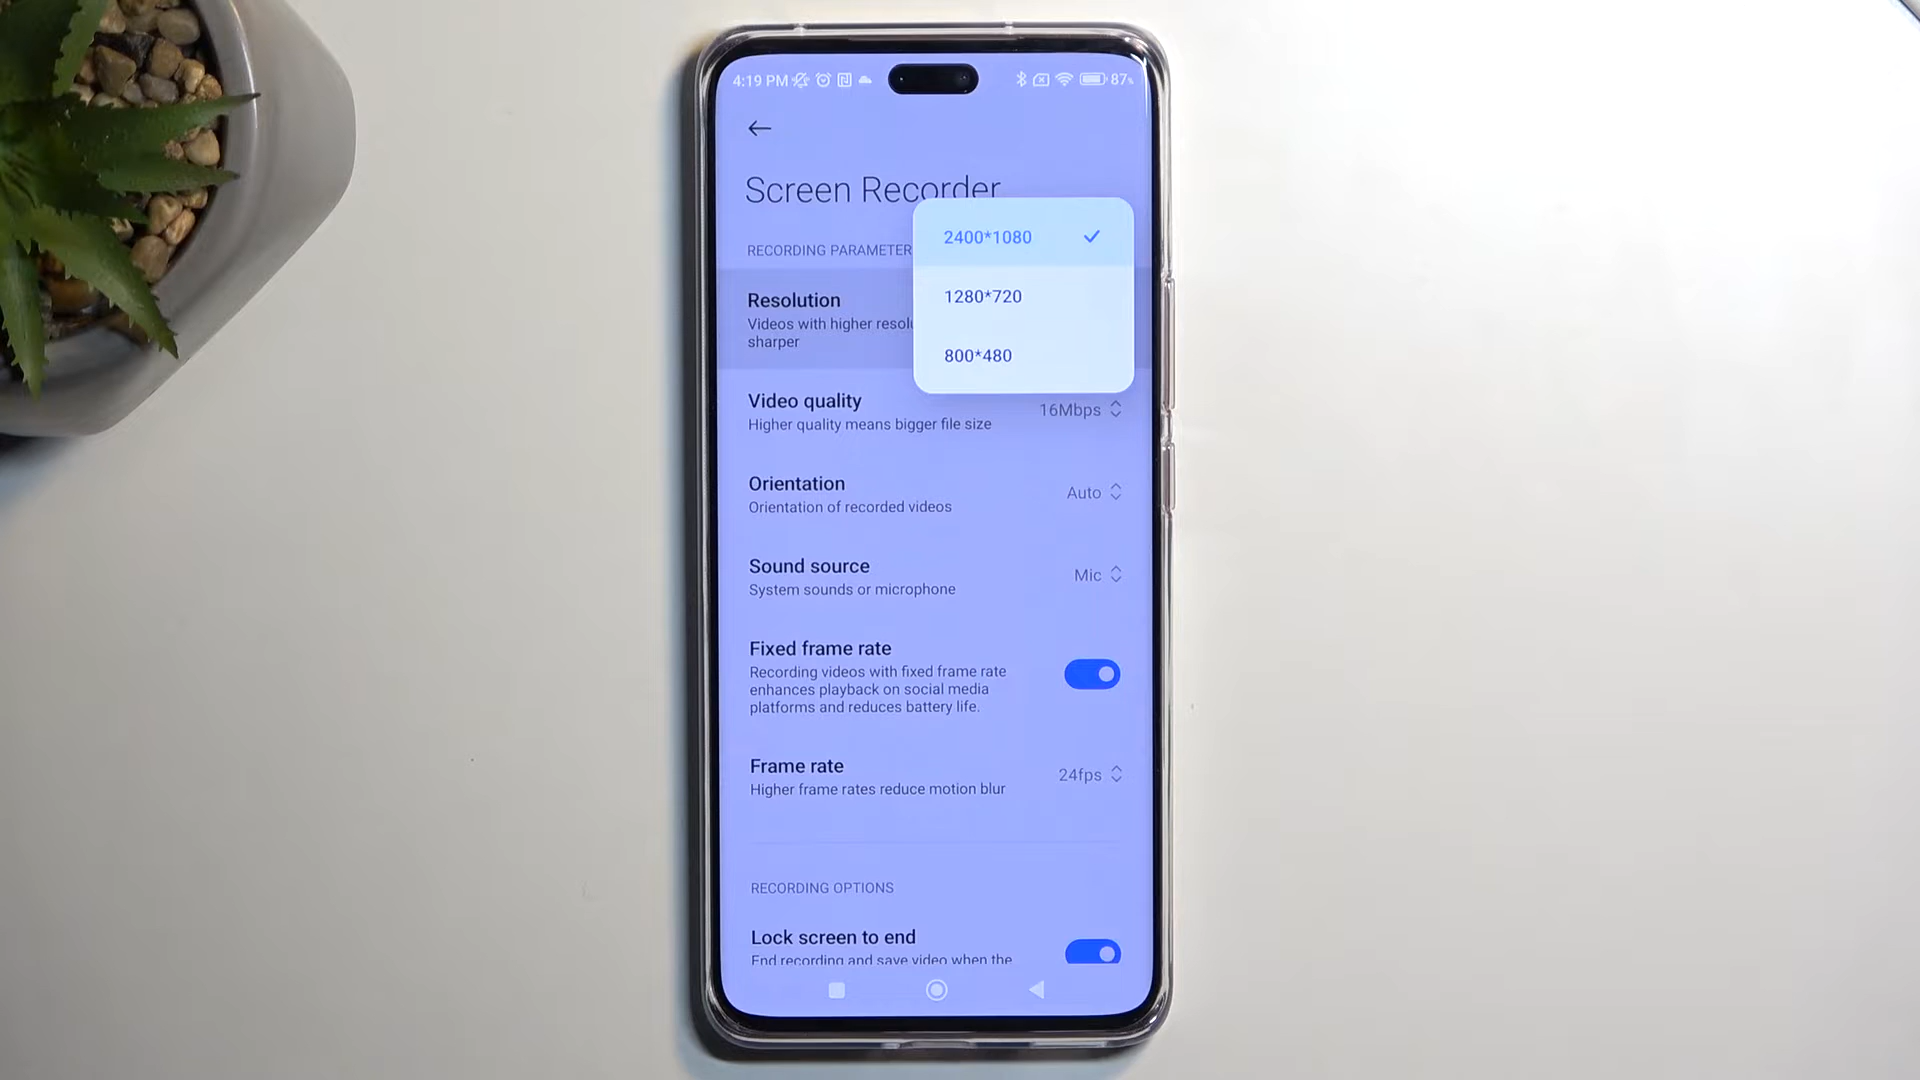 4:19 PM
87%
Screen Recorder
RECORDING PARAMETER
2400*1080
1280*720
800*480
Resolution
Videos with higher resolu
sharper
Video quality
Higher quality means bigger file size
16Mbps
Orientation
Orientation of recorded videos
Auto
Sound source
System sounds or microphone
Mic
Fixed frame rate
Recording videos with fixed frame rate
enhances playback on social media
platforms and reduces battery life.
Frame rate
Higher frame rates reduce motion blur
24fps
RECORDING OPTIONS
Lock screen to end
End recording and save video when the